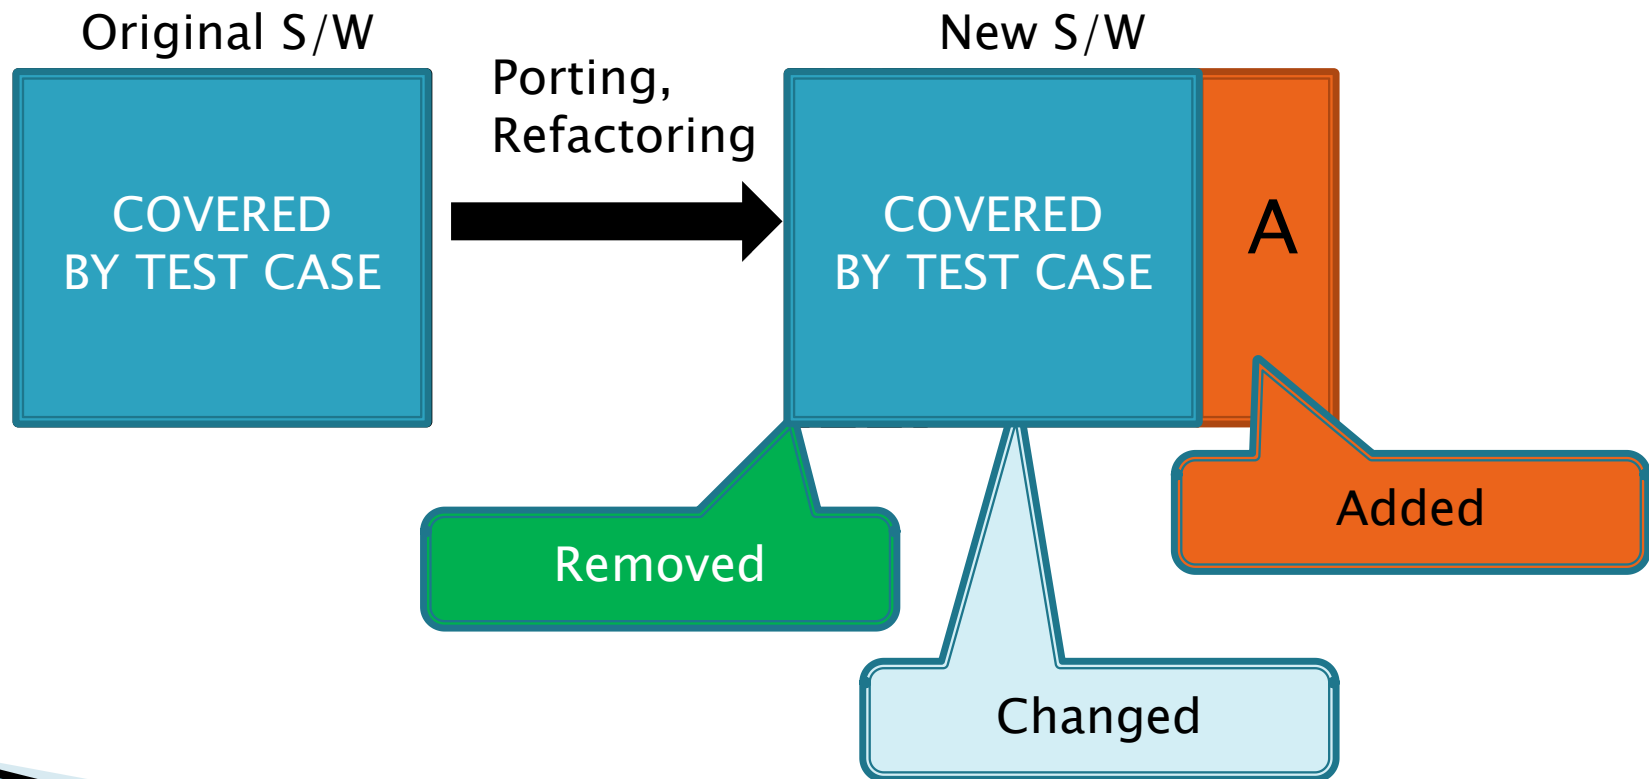 Original S/W
New S/W
Porting,
Refactoring
COVERED
BY TEST CASE
COVERED
BY TEST CASE
A
Added
Removed
Changed